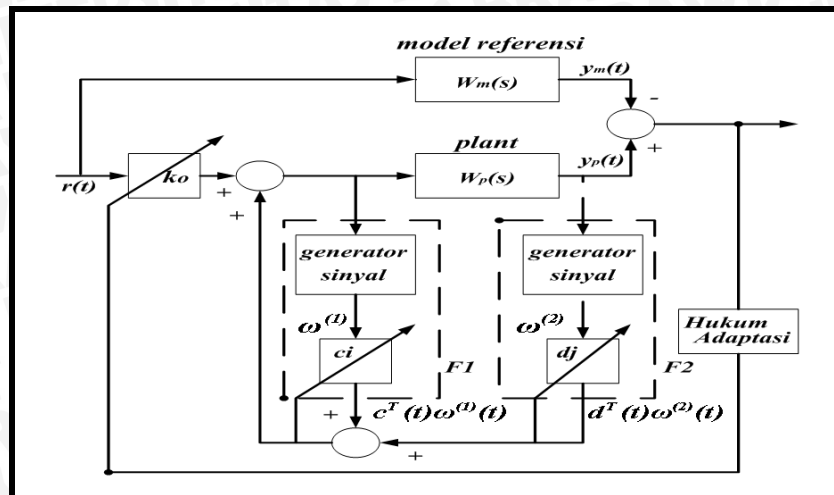 model referensi
Wm(s)
ym(t)
-
+
plant
Wp(s)
yp(t)
r(t)
ko
+
+
generator
sinyal
generator
sinyal
ω(1)
ω(2)
ci
dj
F1
F2
Hukum
Adaptasi
+
cT(t)ω(1)(t)
dT(t)ω(2)(t)
+